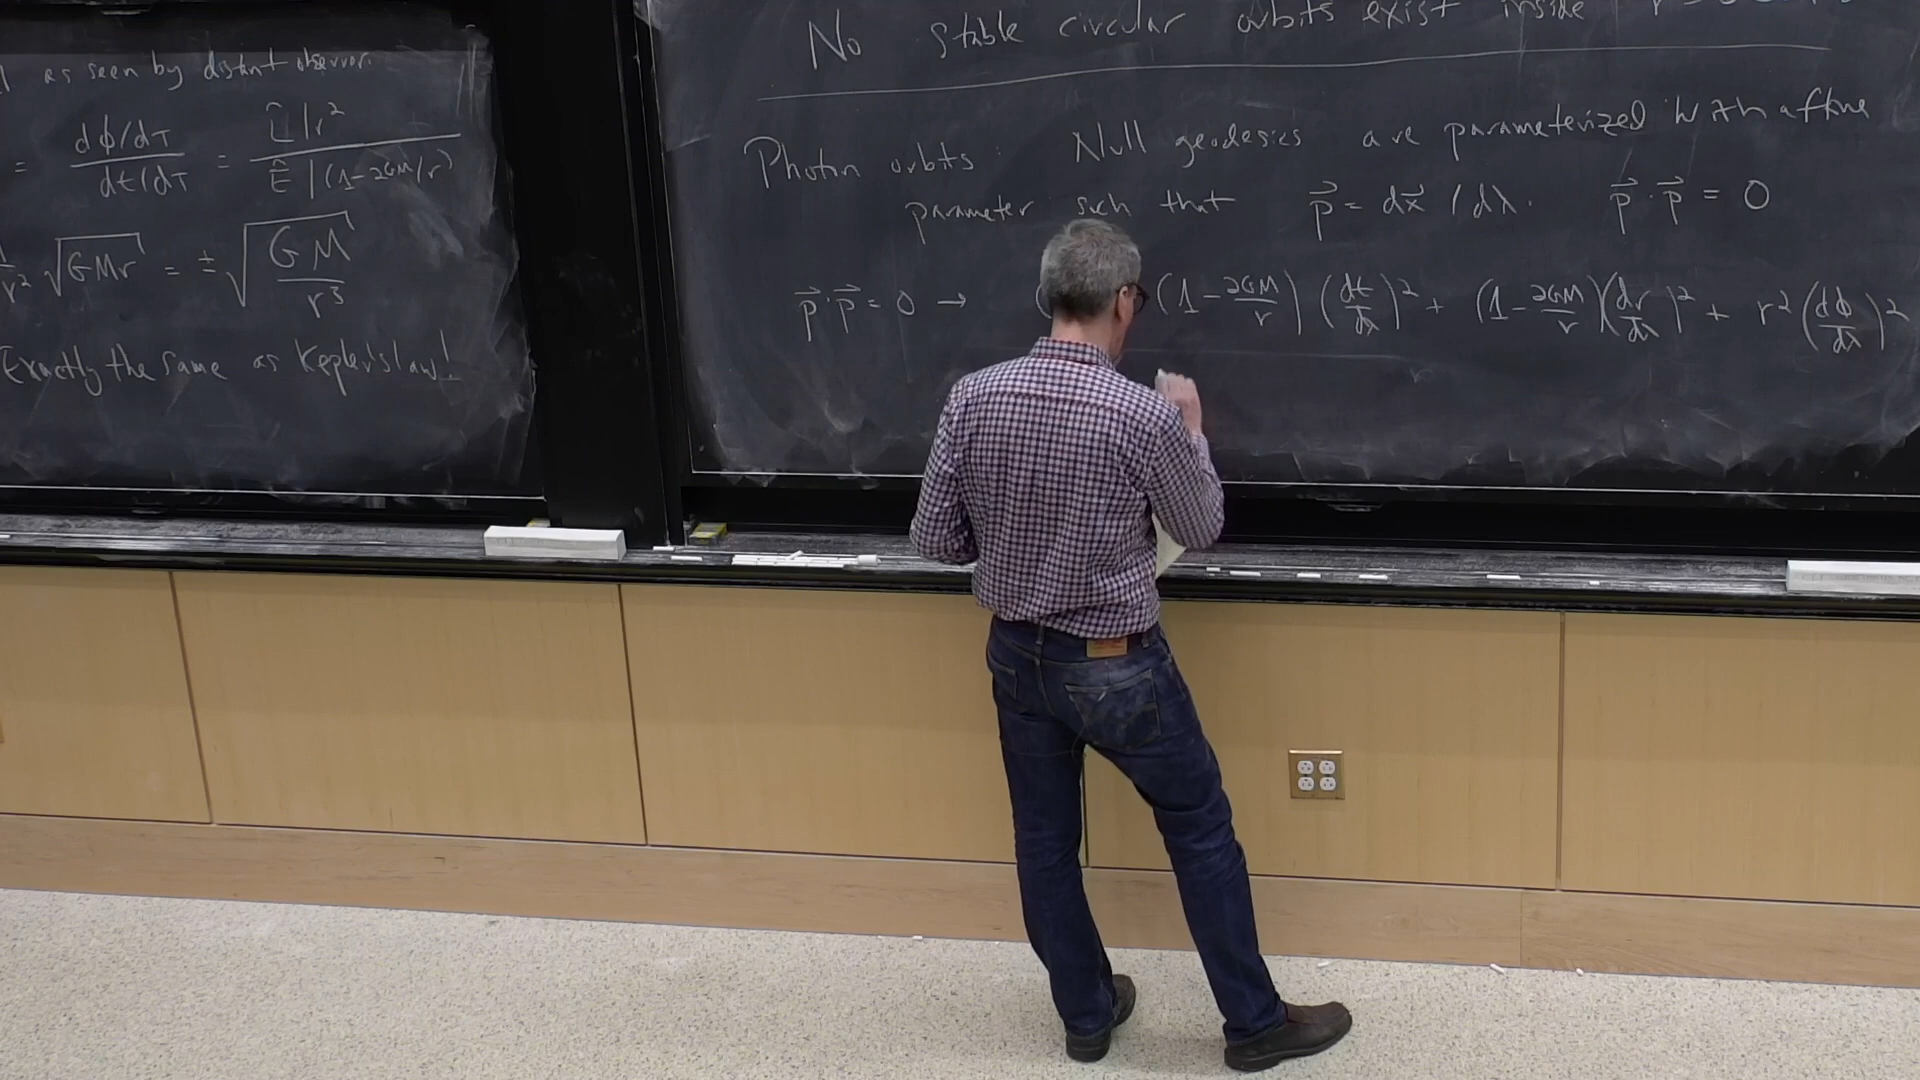 as seen by distant observer.
= dφ/dτ / dt/dτ = L̂/r² / Ê/(1-2GM/r)
1/r² √GMr = ± √GM/r³
Exactly the same as Kepler's law!
No stable circular orbits exist inside r =
Photon orbits: Null geodesics are parameterized with affine
parameter such that p⃗ = dx⃗/dλ. p⃗·p⃗ = 0
p⃗·p⃗ = 0 → (1-2GM/r)(dt/dλ)² + (1-2GM/r)(dr/dλ)² + r²(dφ/dλ)²